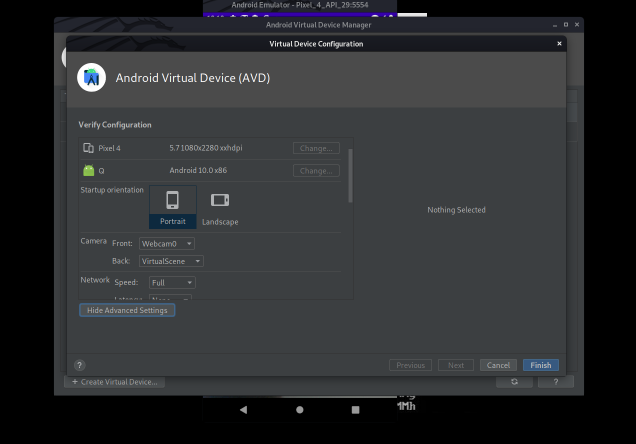 Android Emulator - Pixel_4_API_29:5554
Android Virtual Device Manager
Virtual Device Configuration
Android Virtual Device (AVD)
Verify Configuration
Pixel 4 5.7 1080x2280 xxhdpi Change...
Q Android 10.0 x86 Change...
Startup orientation
Portrait Landscape
Nothing Selected
Camera Front: Webcam0
Back: VirtualScene
Network Speed: Full
Hide Advanced Settings
? Previous Next Cancel Finish
+ Create Virtual Device... ?